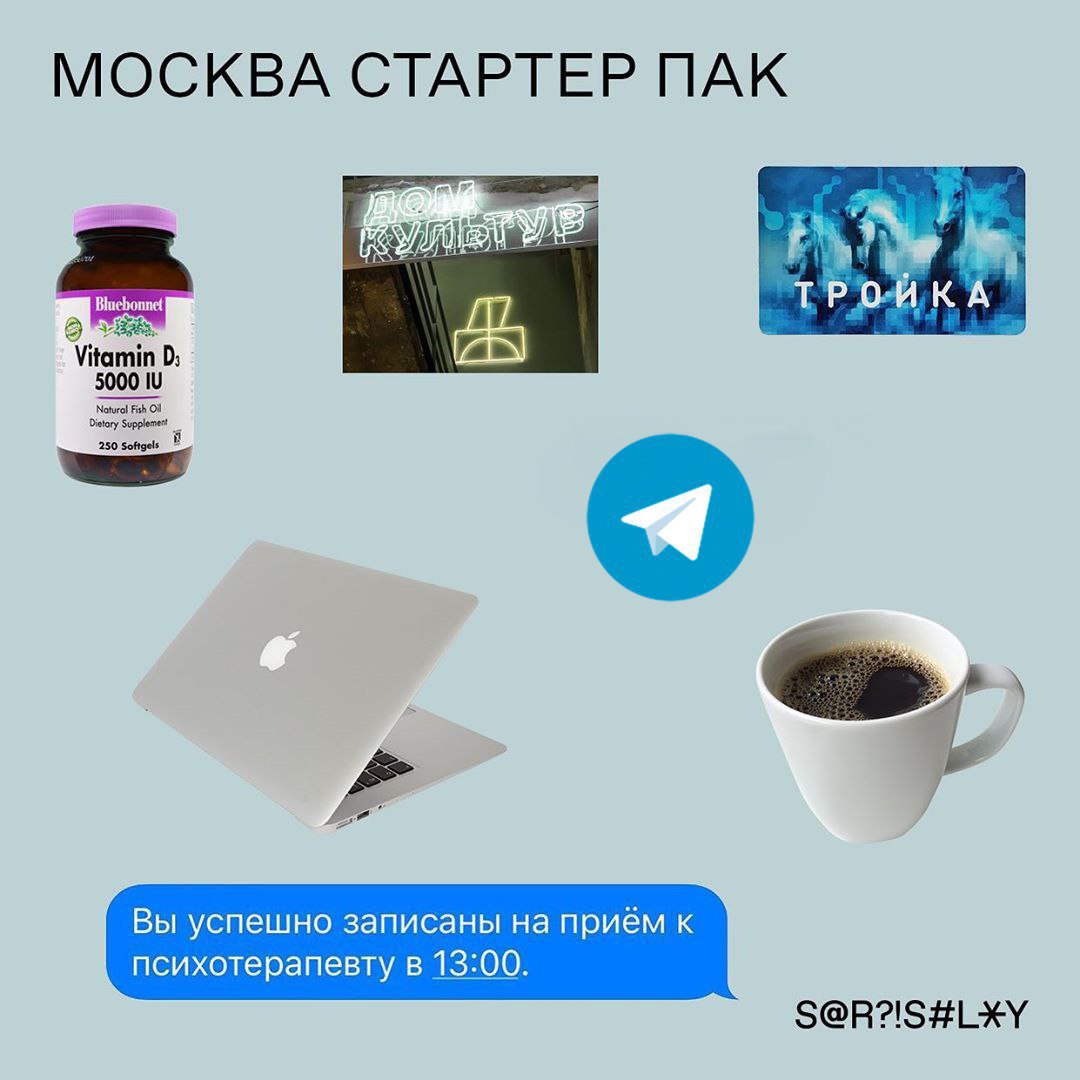 МОСКВА СТАРТЕР ПАК
ДОМ
КУЛЬТУР
ТРОЙКА
Bluebonnet
Vitamin D3
5000 IU
Natural Fish Oil
Dietary Supplement
250 Softgels
Вы успешно записаны на приём к
психотерапевту в 13:00.
S@R?!S#L*Y